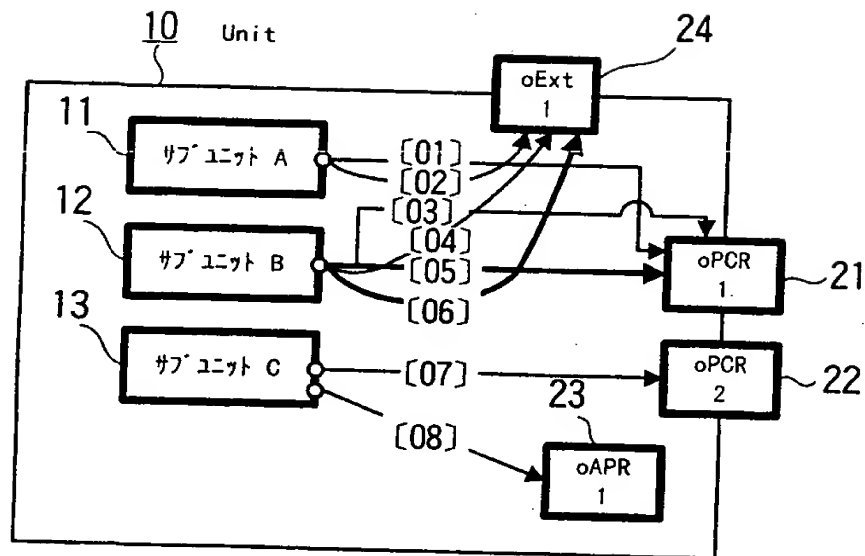 10 Unit
24
oExt
1
11
サブユニット A
[01]
[02]
[03]
12
サブユニット B
[04]
[05]
[06]
oPCR
1
21
13
サブユニット C
[07]
oPCR
2
22
[08]
23
oAPR
1